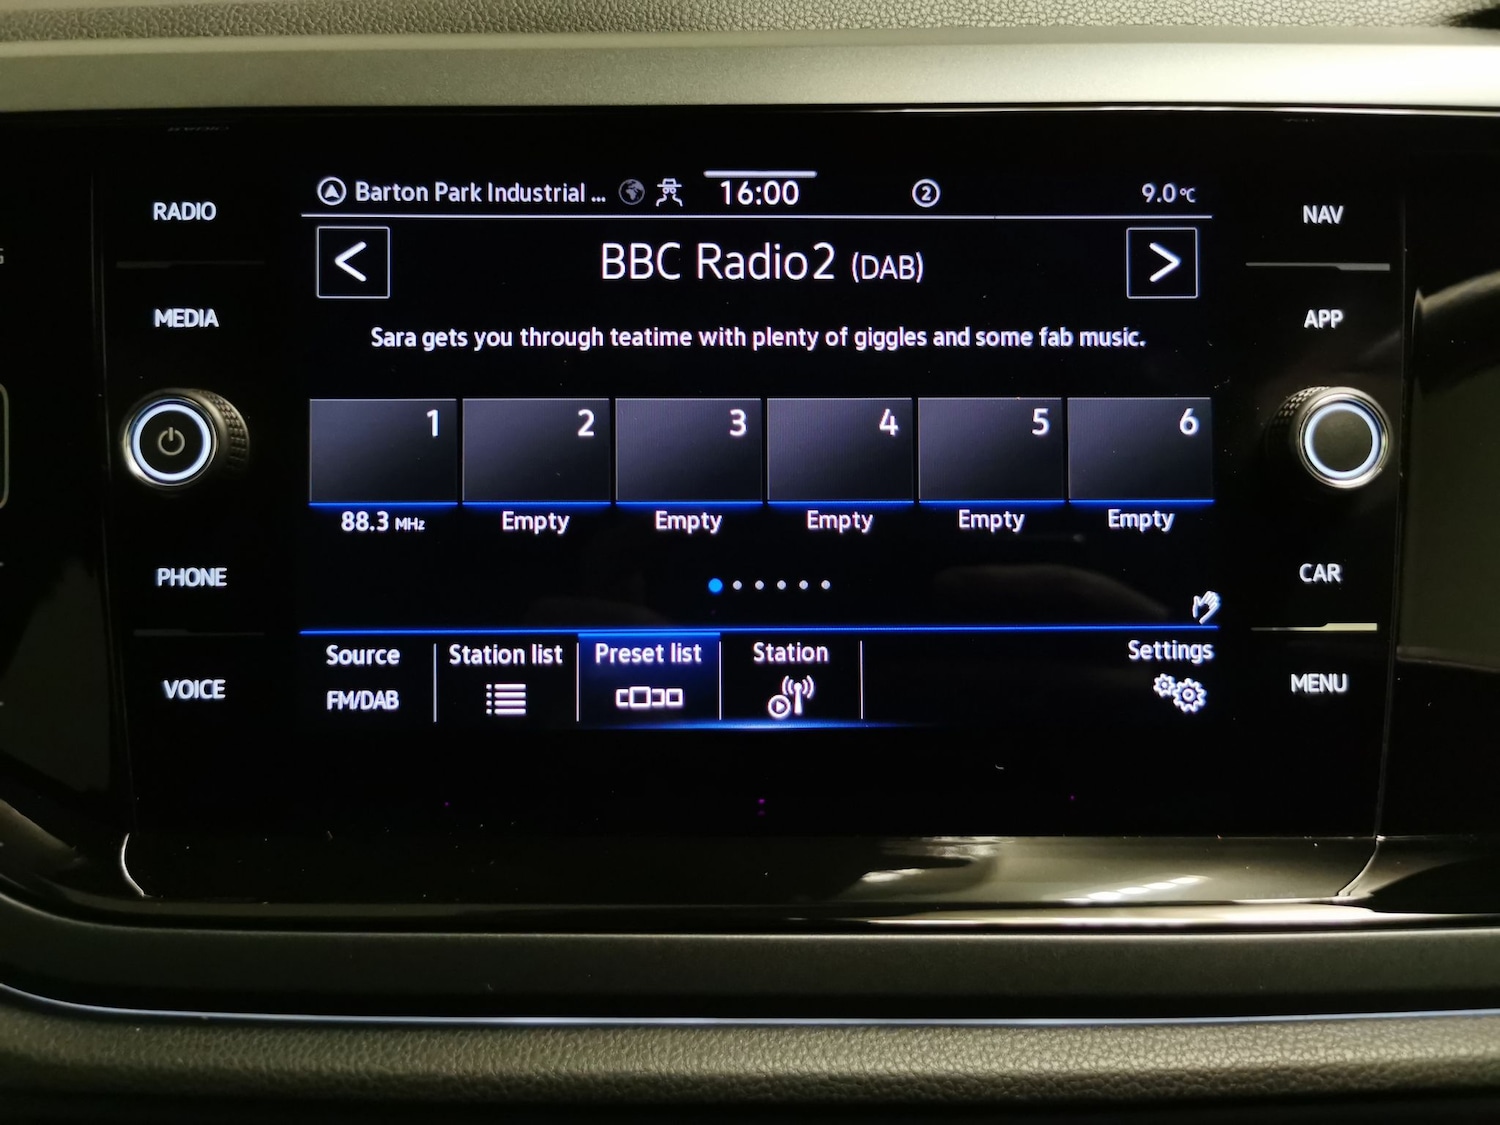 RADIO
MEDIA
PHONE
VOICE
Barton Park Industrial ... 16:00 2 9.0°C
< BBC Radio2 (DAB) >
Sara gets you through teatime with plenty of giggles and some fab music.
1 2 3 4 5 6
88.3 MHz Empty Empty Empty Empty Empty
Source Station list Preset list Station Settings
FM/DAB
NAV
APP
CAR
MENU